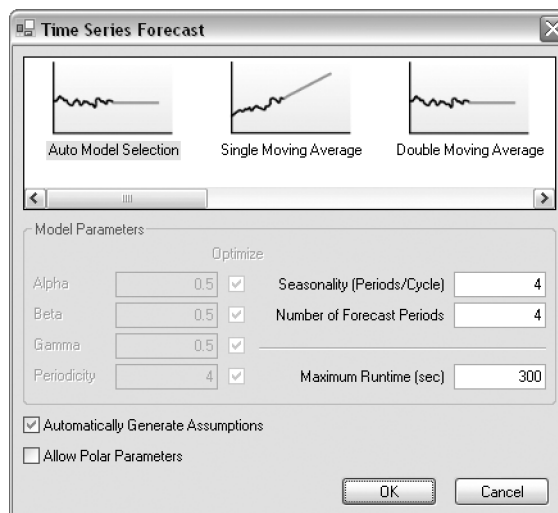 Time Series Forecast
Auto Model Selection
Single Moving Average
Double Moving Average
Model Parameters
Optimize
Alpha 0.5 Seasonality (Periods/Cycle) 4
Beta 0.5 Number of Forecast Periods 4
Gamma 0.5
Periodicity 4 Maximum Runtime (sec) 300
Automatically Generate Assumptions
Allow Polar Parameters
OK Cancel